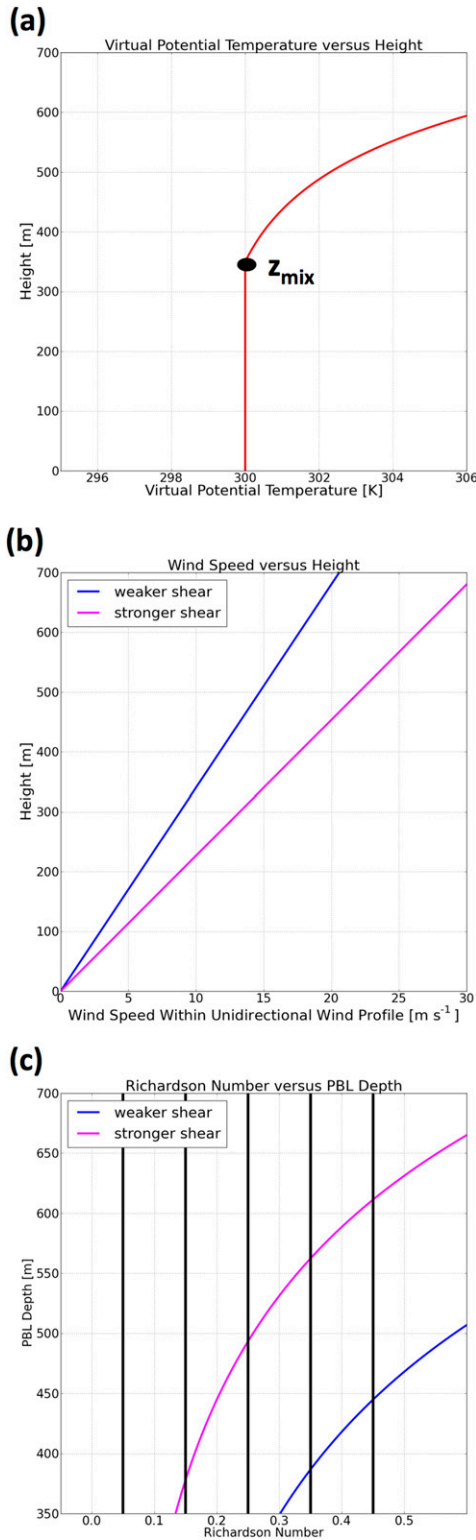 (a)
Virtual Potential Temperature versus Height
700
600
500
400
300
200
100
0
Height [m]
z_mix
296 298 300 302 304 306
Virtual Potential Temperature [K]
(b)
Wind Speed versus Height
weaker shear
stronger shear
700
600
500
400
300
200
100
0
Height [m]
0 5 10 15 20 25 30
Wind Speed Within Unidirectional Wind Profile [m s⁻¹]
(c)
Richardson Number versus PBL Depth
weaker shear
stronger shear
700
650
600
550
500
450
400
350
PBL Depth [m]
0.0 0.1 0.2 0.3 0.4 0.5
Richardson Number